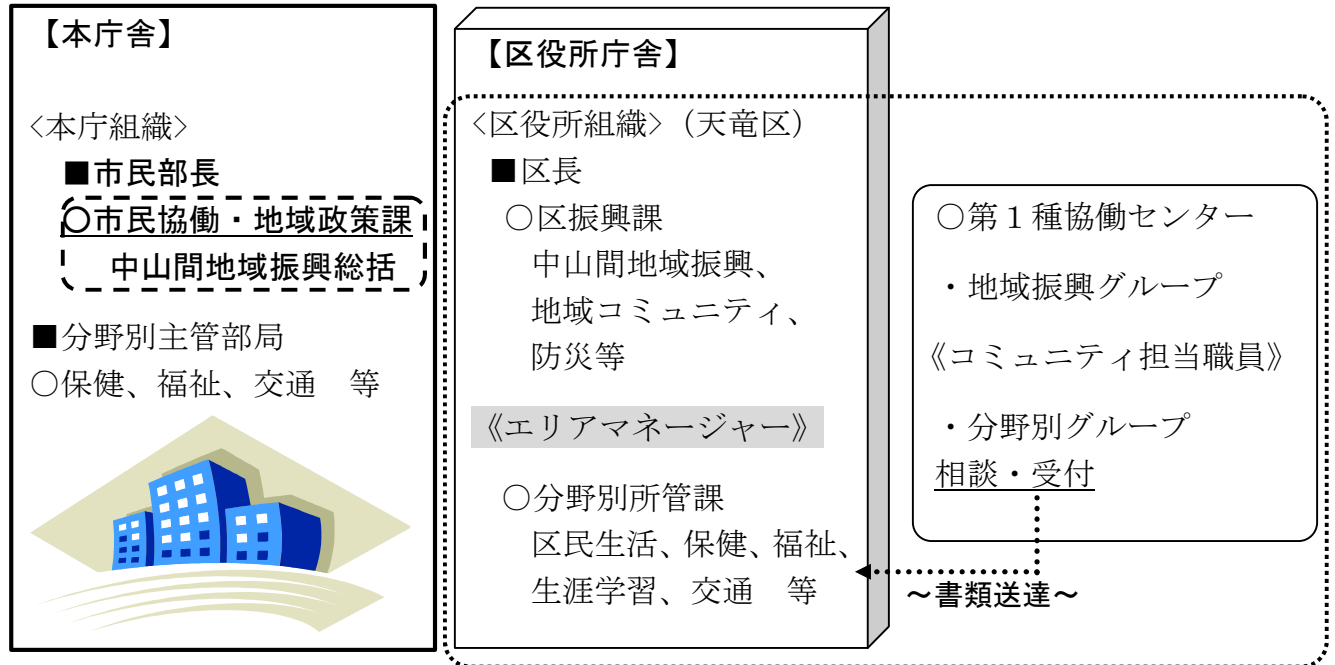 【本庁舎】
<本庁組織>
■市民部長
○市民協働・地域政策課
中山間地域振興総括
■分野別主管部局
○保健、福祉、交通　等
【区役所庁舎】
<区役所組織>（天竜区）
■区長
○区振興課
中山間地域振興、
地域コミュニティ、
防災等
《エリアマネージャー》
○分野別所管課
区民生活、保健、福祉、
生涯学習、交通　等
○第１種協働センター
・地域振興グループ
《コミュニティ担当職員》
・分野別グループ
相談・受付
～書類送達～